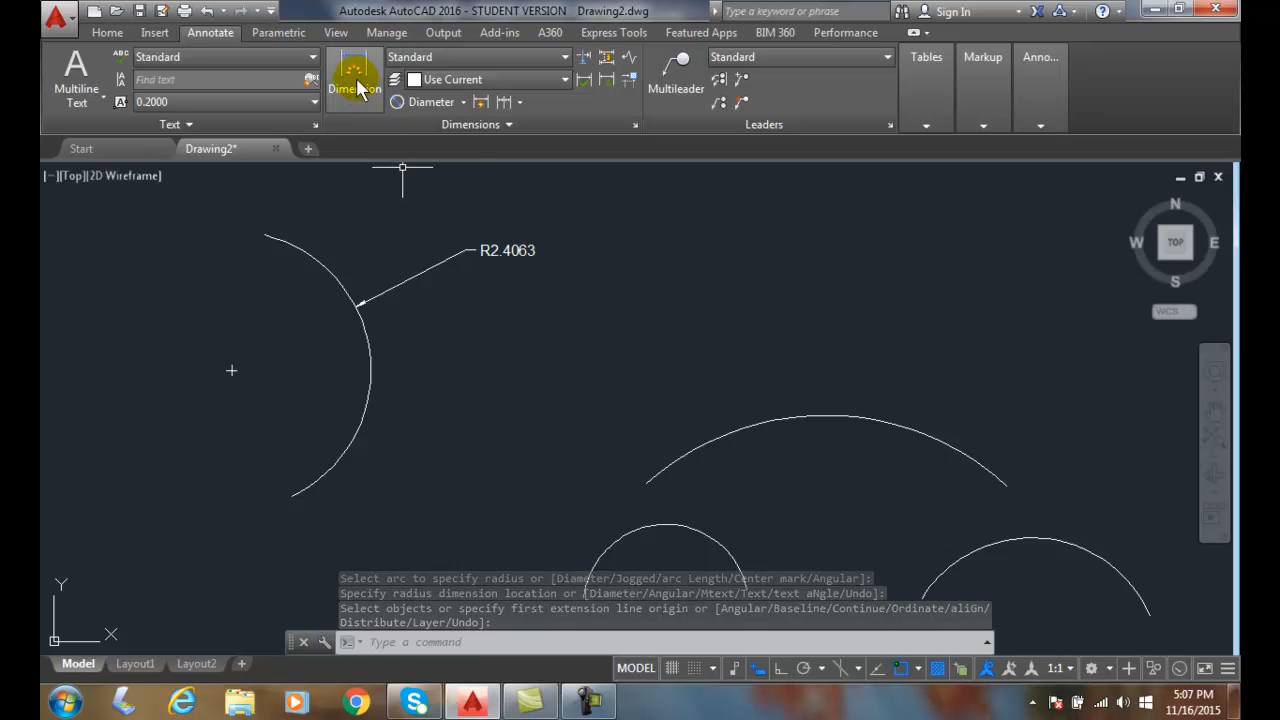 Autodesk AutoCAD 2016 - STUDENT VERSION Drawing2.dwg
Type a keyword or phrase
Sign In
Home Insert Annotate Parametric View Manage Output Add-ins A360 Express Tools Featured Apps BIM 360 Performance
A
Multiline
Text
ABC
Standard
Find text
0.2000
Text
Dimension
Standard
Use Current
Diameter
Dimensions
Multileader
Standard
Leaders
Tables
Markup
Anno...
Start
Drawing2*
[−][Top][2D Wireframe]
N
W TOP E
S
WCS
R2.4063
Y
X
Select arc to specify radius or [Diameter/Jogged/arc Length/Center mark/Angular]:
Specify radius dimension location or [Diameter/Angular/Mtext/Text/text aNgle/Undo]:
Select objects or specify first extension line origin or [Angular/Baseline/Continue/Ordinate/aliGn/
Distribute/Layer/Undo]:
Type a command
Model Layout1 Layout2
MODEL
1:1
5:07 PM
11/16/2015